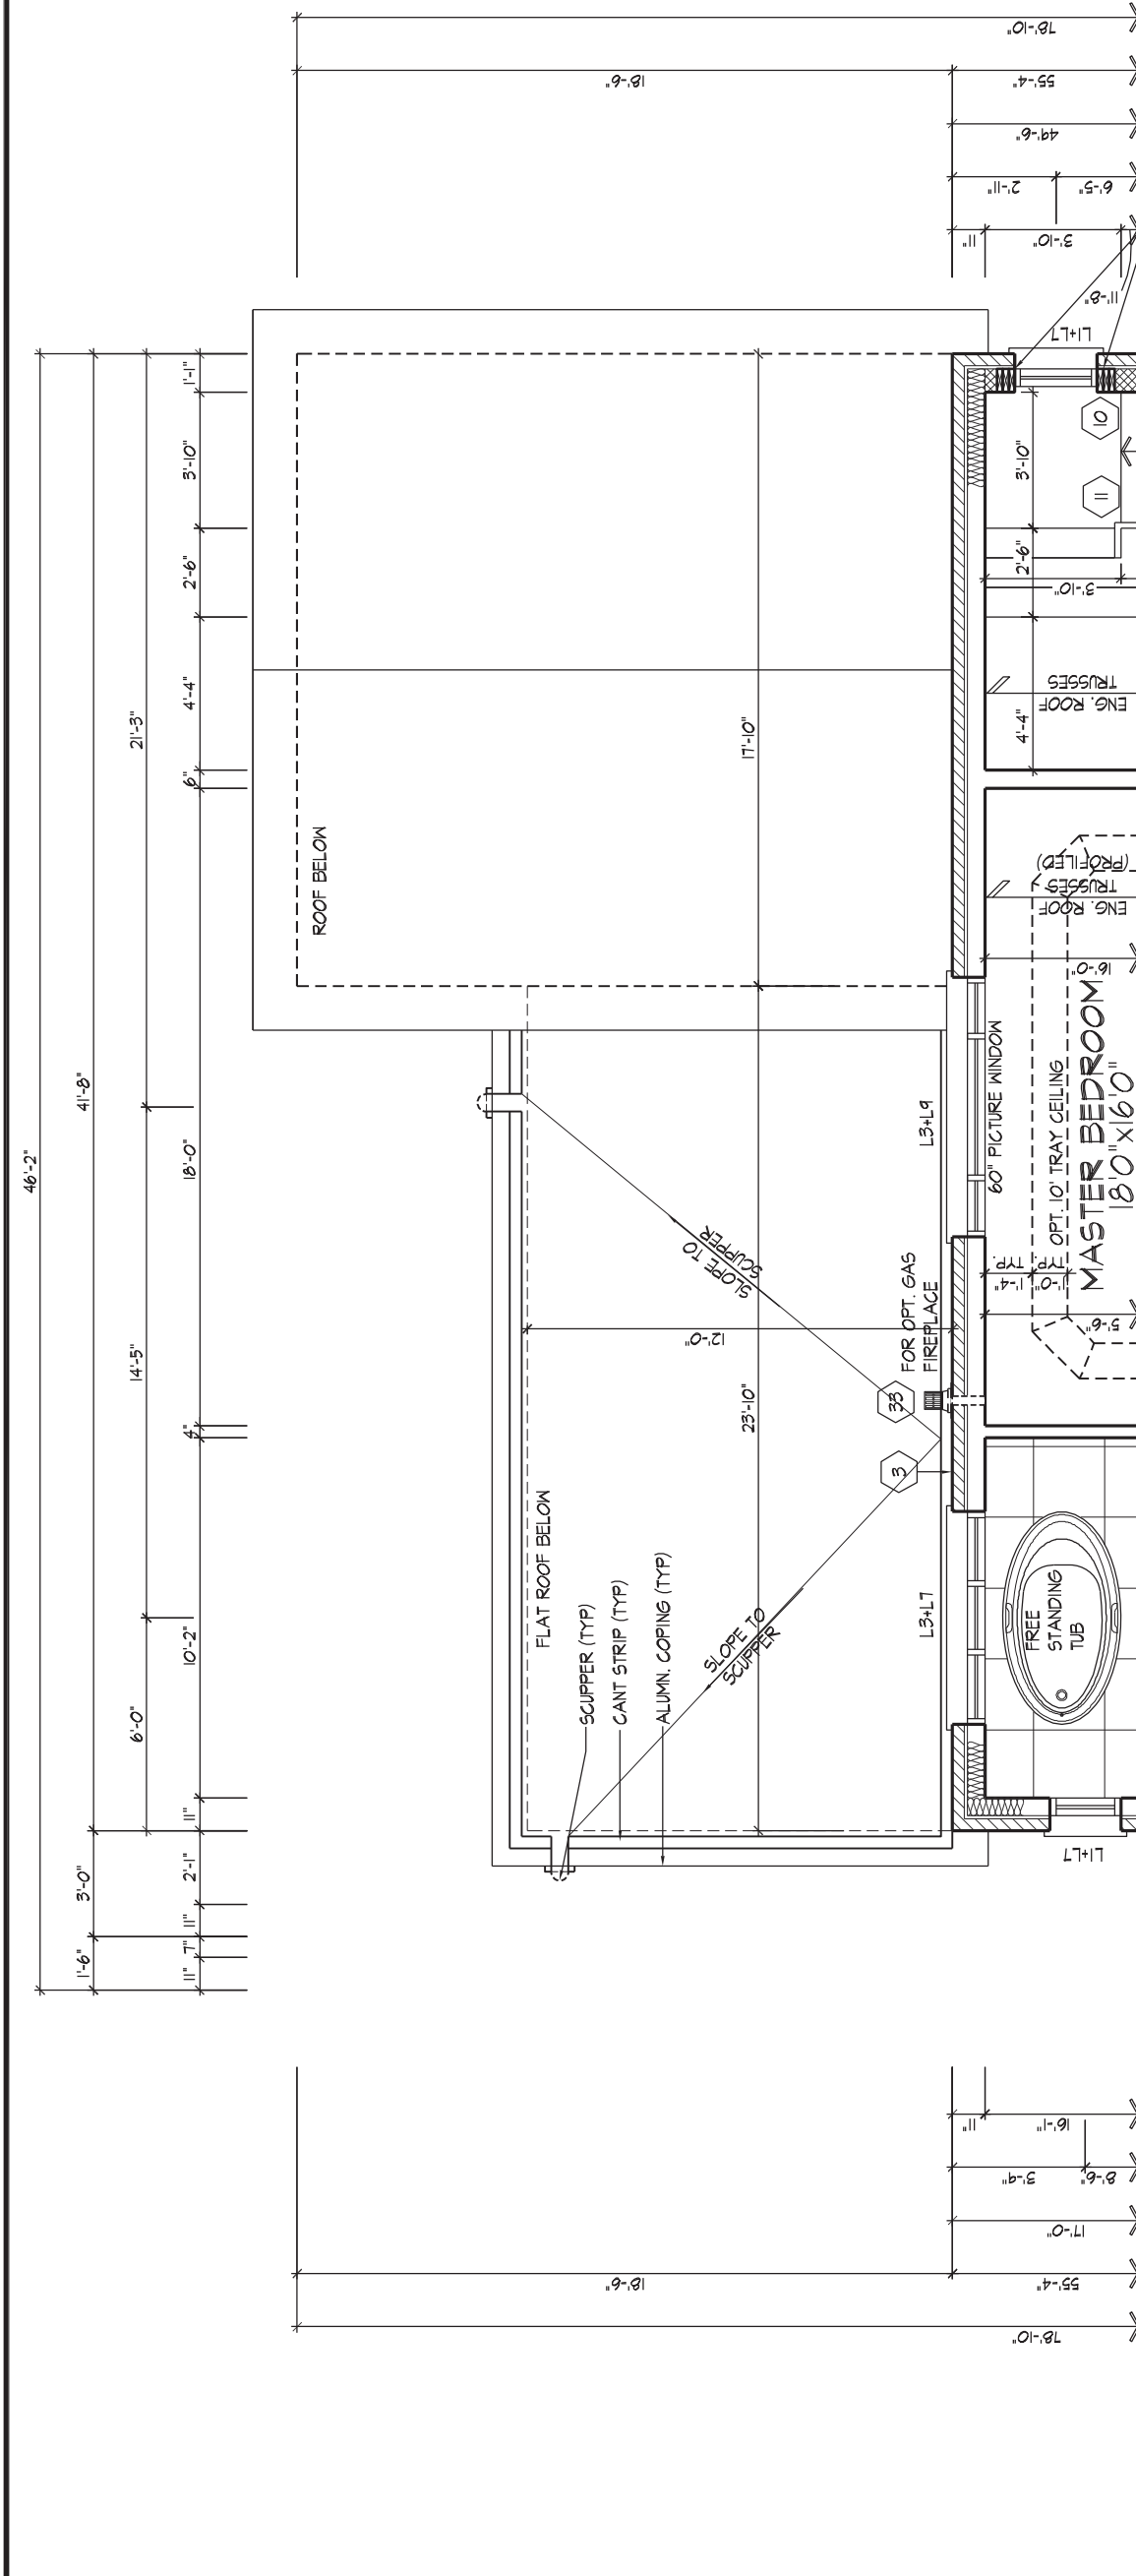 46'-2"
41'-8"
3'-0"
1'-6"
21'-3"
14'-5"
6'-0"
1'-1"
3'-10"
2'-6"
4'-4"
6"
18'-0"
4"
10'-2"
11"
2'-1"
11"
7"
11"
78'-10"
18'-6"
55'-4"
49'-6"
2'-11"
6'-5"
11"
3'-10"
11'-8"
L1+L7
10
11
3'-10"
2'-6"
3'-10"
4'-4"
ENG. ROOF
TRUSSES
ROOF BELOW
17'-10"
ENG. ROOF
TRUSSES
(PROFILED)
16'-0"
60" PICTURE WINDOW
OPT. 10' TRAY CEILING
MASTER BEDROOM
18'0"x16'0"
1'-4"
TYP.
1'-0"
TYP.
5'-6"
L3+L9
SLOPE TO
SCUPPER
12'-0"
FOR OPT. GAS
FIREPLACE
33
3
23'-10"
FLAT ROOF BELOW
SCUPPER (TYP)
CANT STRIP (TYP)
ALUMN. COPING (TYP)
SLOPE TO
SCUPPER
L3+L7
FREE
STANDING
TUB
L1+L7
11"
16'-1"
3'-9"
8'-6"
17'-0"
18'-6"
55'-4"
78'-10"